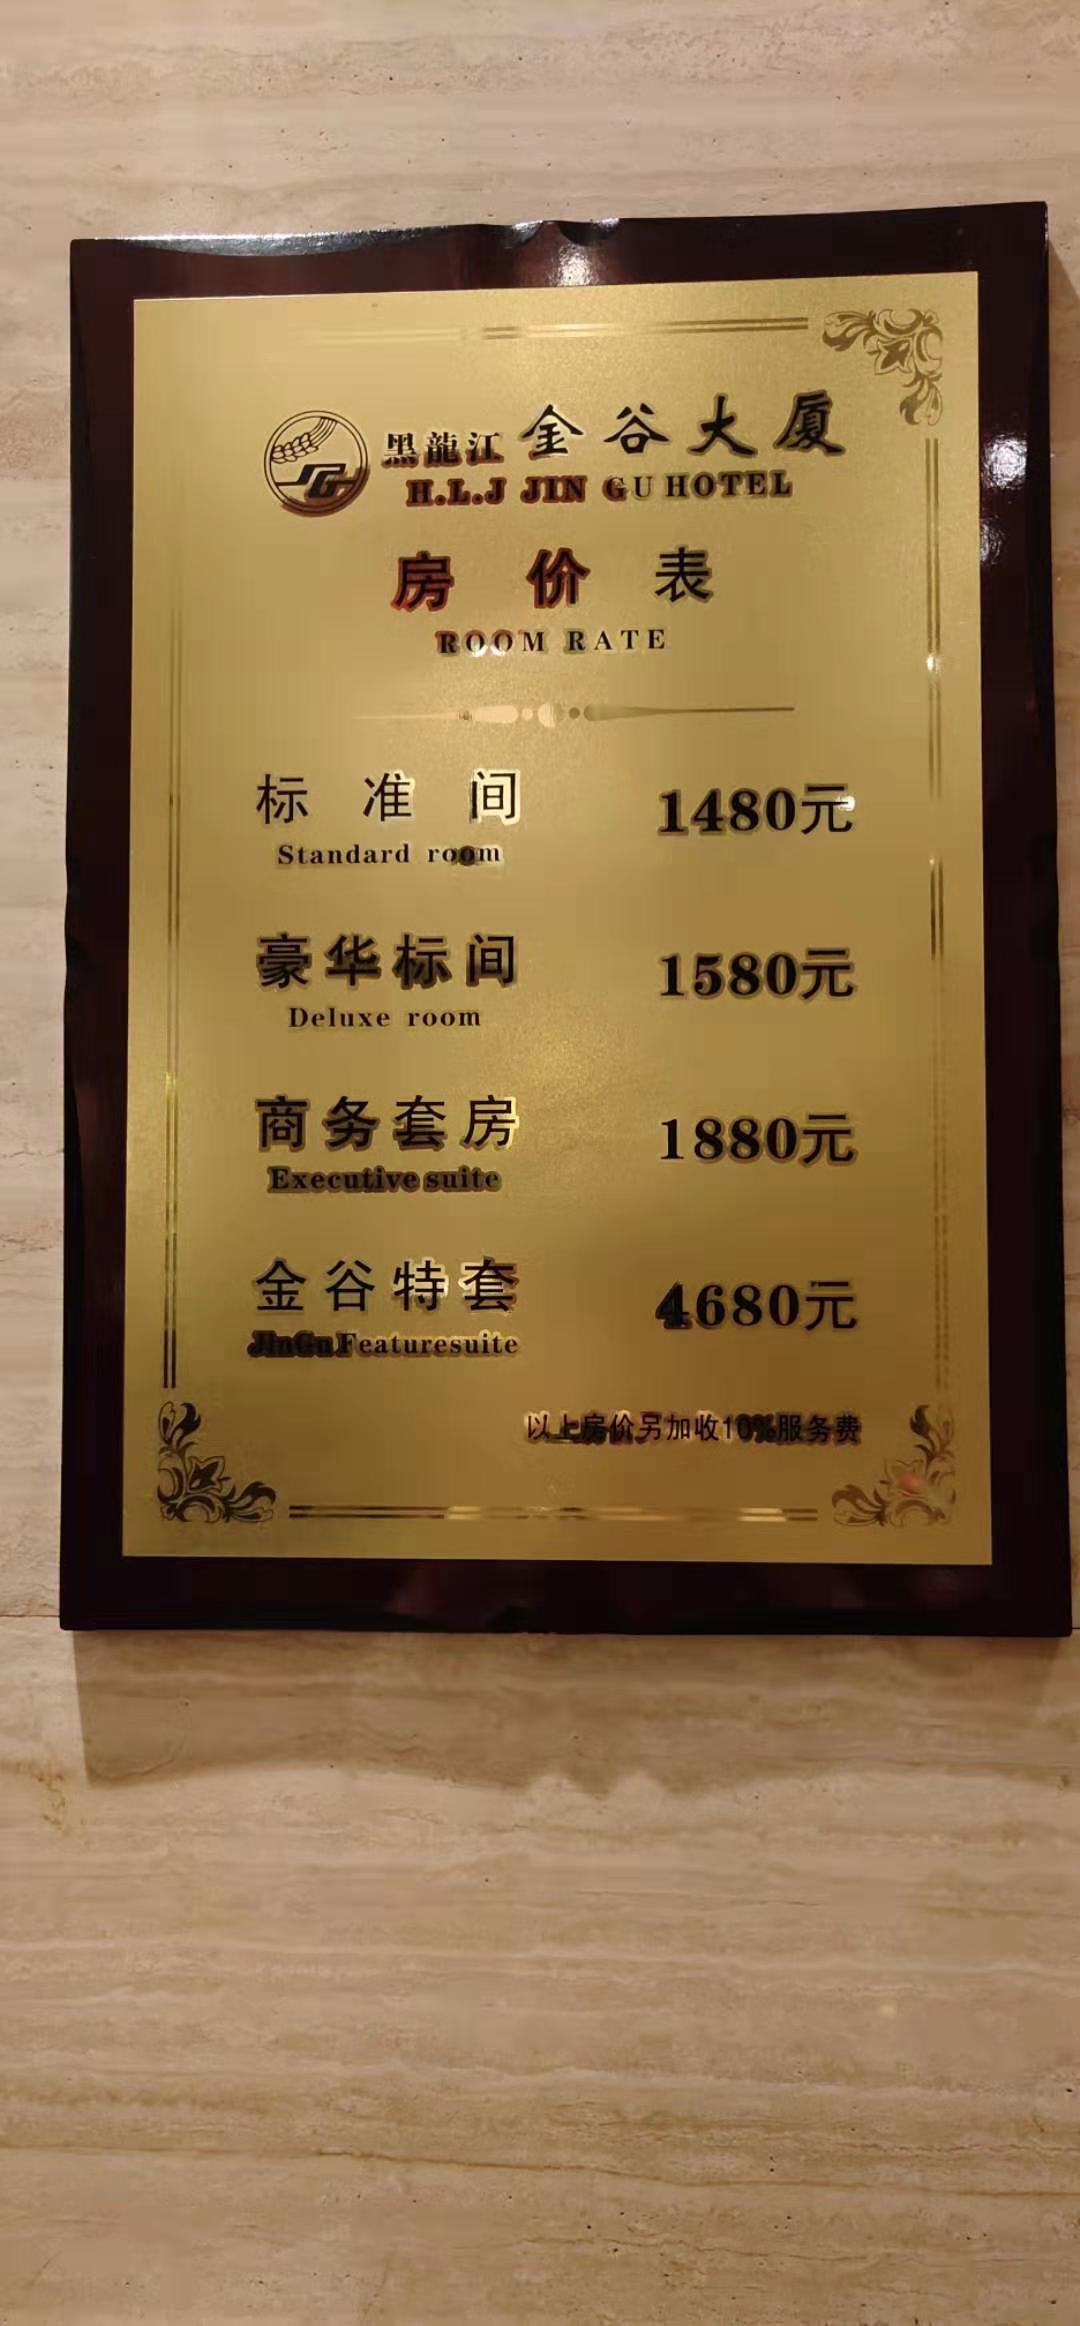 黑龍江 金谷大厦
H.L.J JIN GU HOTEL
房价表
ROOM RATE
标准间 1480元
Standard room
豪华标间 1580元
Deluxe room
商务套房 1880元
Executive suite
金谷特套 4680元
JinGu Featuresuite
以上房价另加收10%服务费